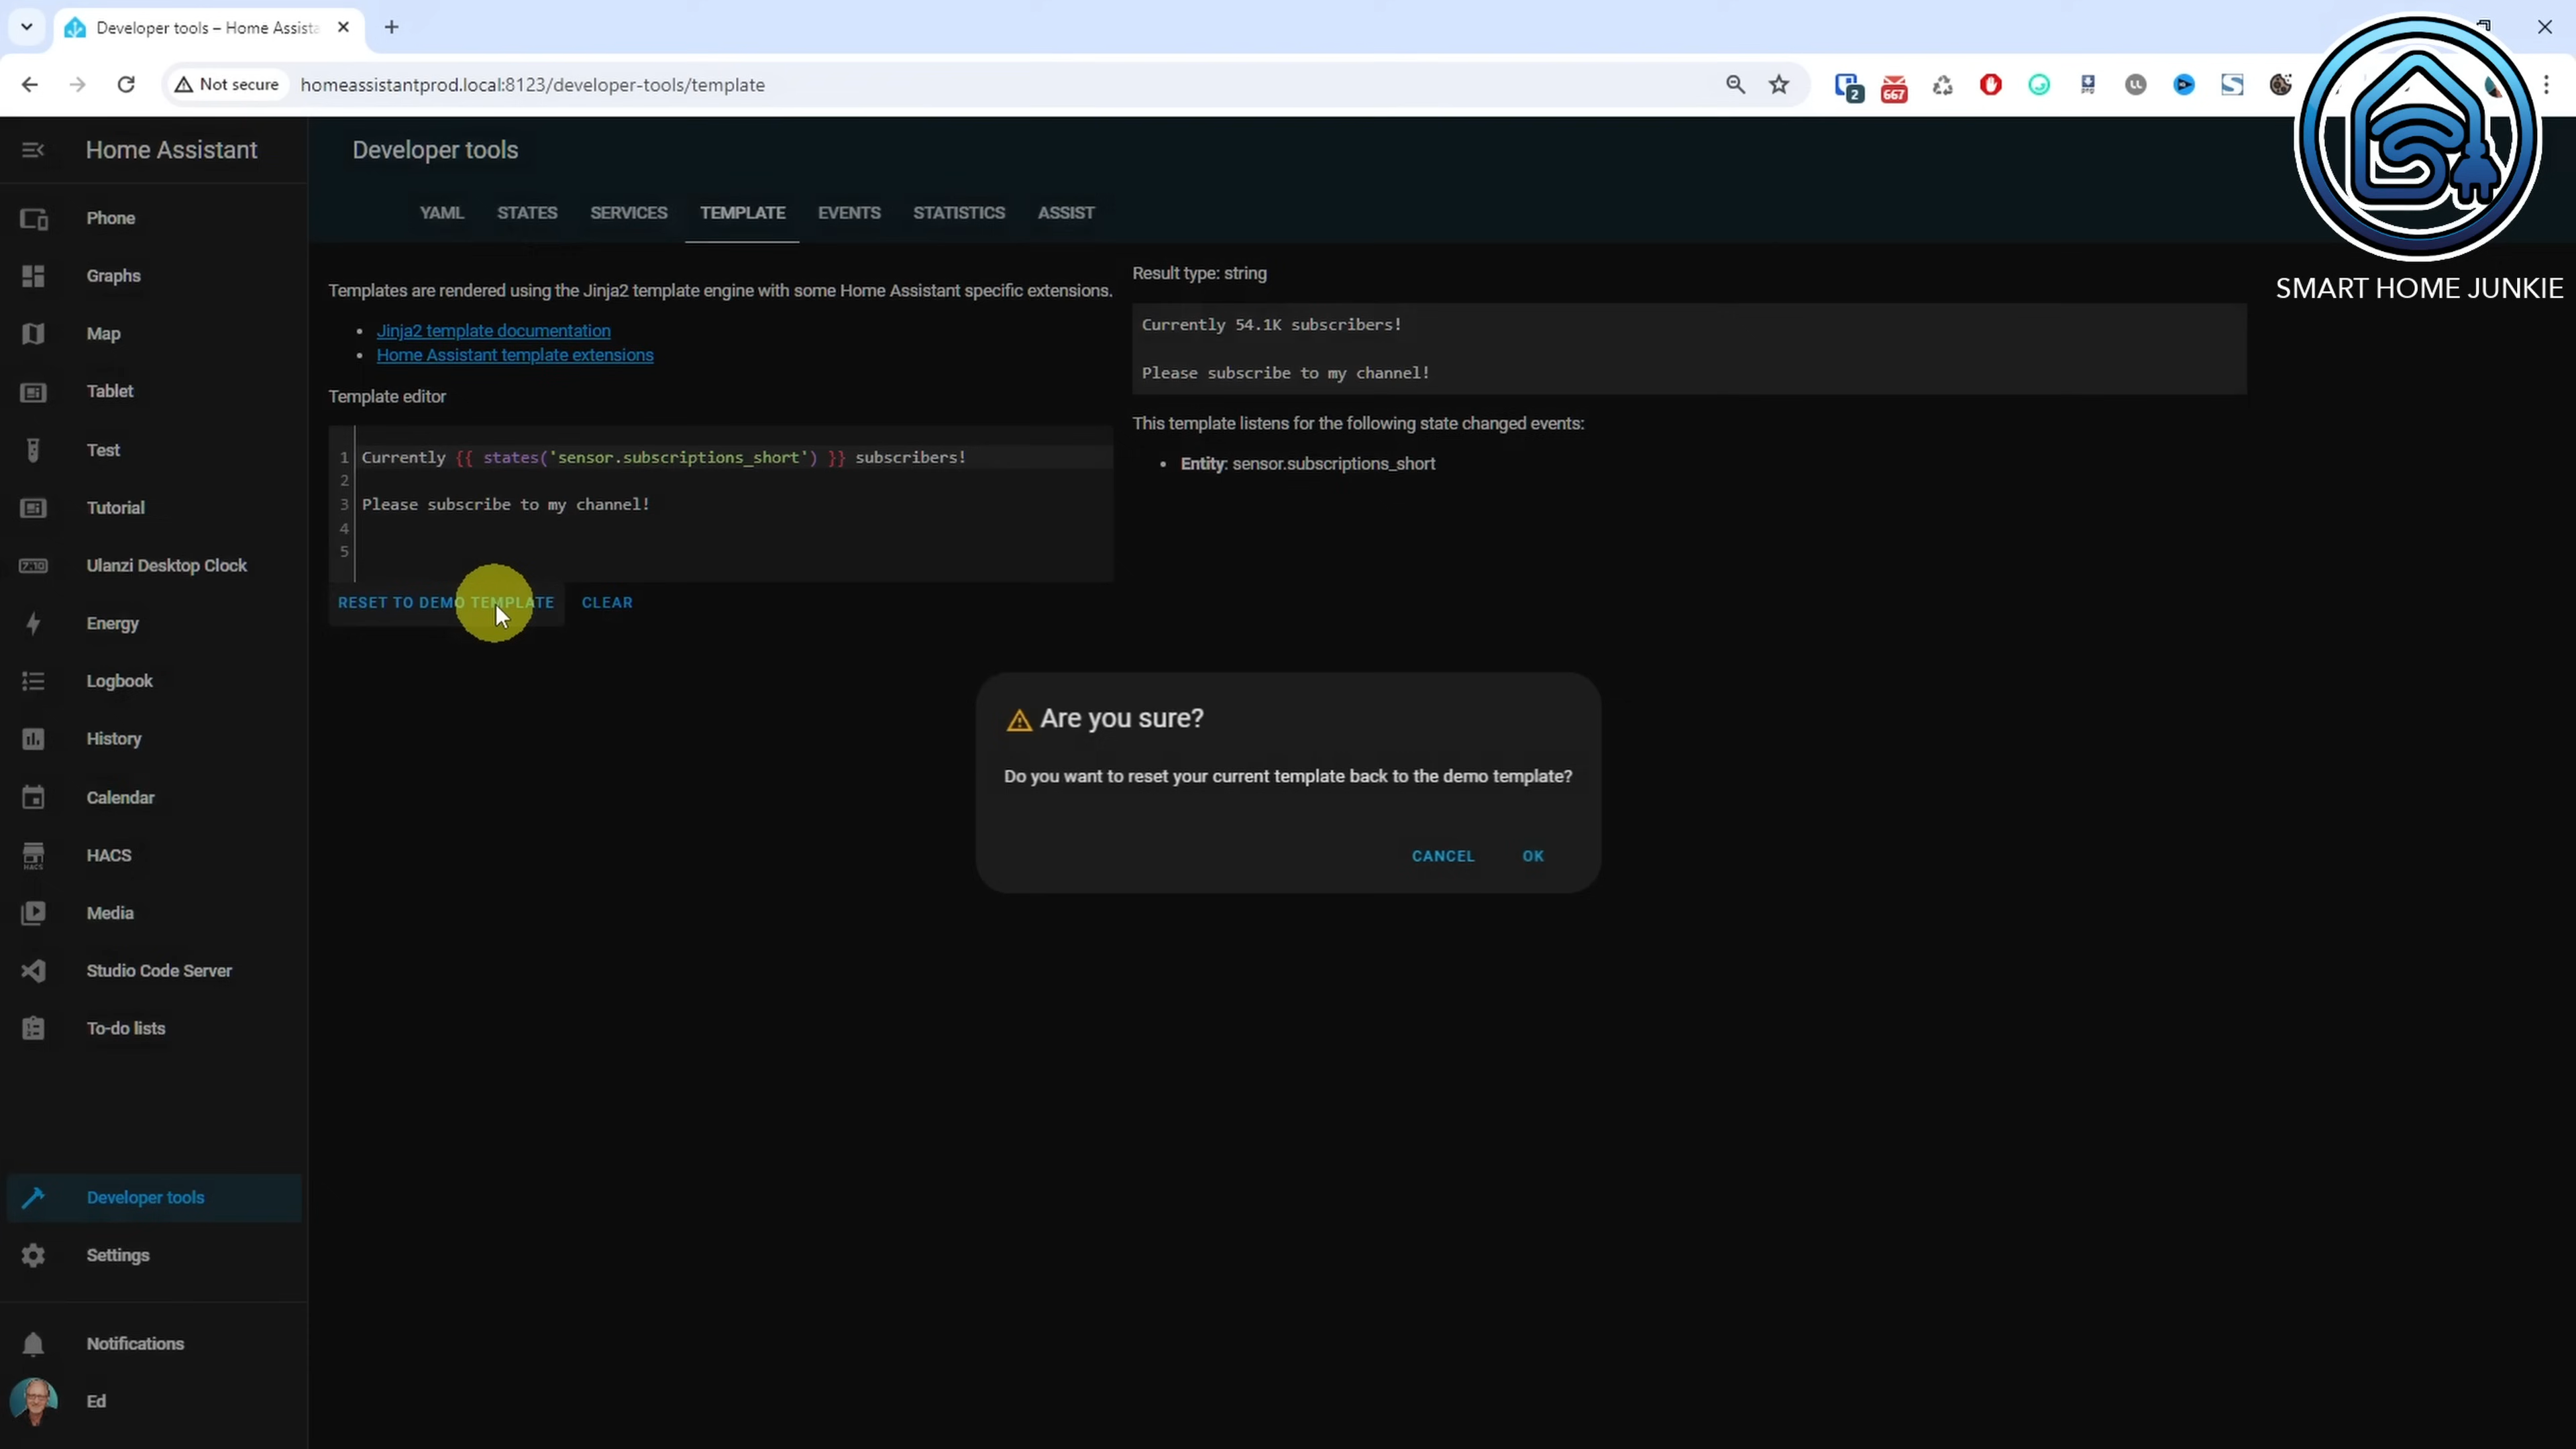 Developer tools – Home Assista
Not secure
homeassistantprod.local:8123/developer-tools/template
2
667
SMART HOME JUNKIE
Home Assistant
Phone
Graphs
Map
Tablet
Test
Tutorial
7:10
Ulanzi Desktop Clock
Energy
Logbook
History
Calendar
HACS
HACS
Media
Studio Code Server
To-do lists
Developer tools
Settings
Notifications
Ed
Developer tools
YAML
STATES
SERVICES
TEMPLATE
EVENTS
STATISTICS
ASSIST
Templates are rendered using the Jinja2 template engine with some Home Assistant specific extensions.
Jinja2 template documentation
Home Assistant template extensions
Template editor
1 Currently {{ states('sensor.subscriptions_short') }} subscribers!
2
3 Please subscribe to my channel!
4
5
RESET TO DEMO TEMPLATE
CLEAR
Result type: string
Currently 54.1K subscribers!
Please subscribe to my channel!
This template listens for the following state changed events:
Entity: sensor.subscriptions_short
Are you sure?
Do you want to reset your current template back to the demo template?
CANCEL
OK